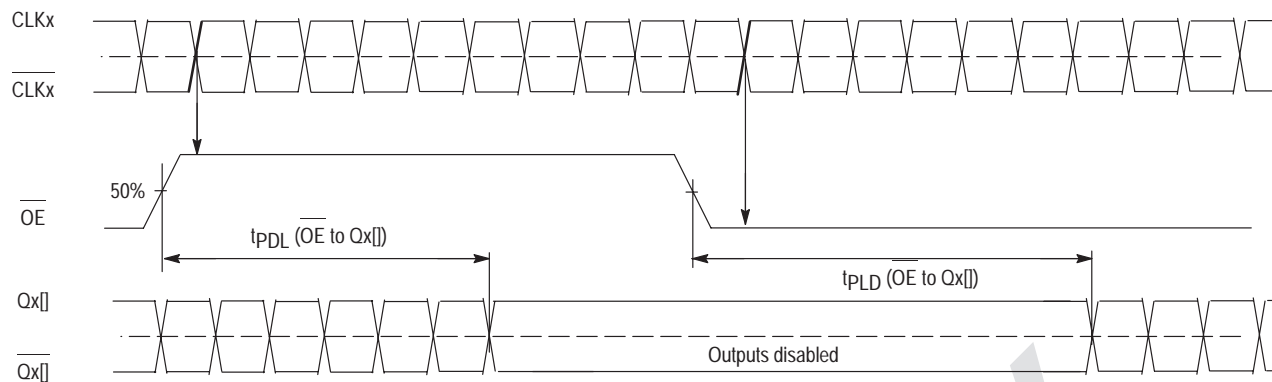 CLKx
CLKx
50%
OE
tPDL (OE to Qx[])
tPLD (OE to Qx[])
Qx[]
Outputs disabled
Qx[]